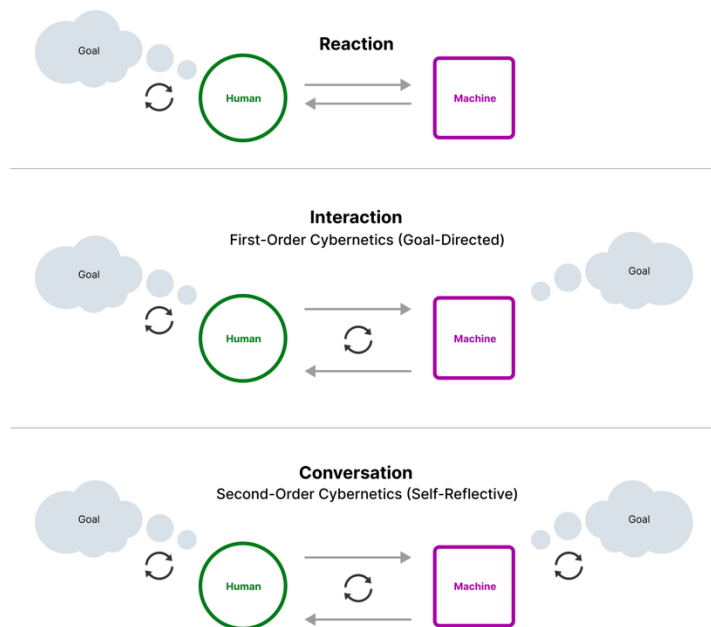 Reaction
Goal
Human
Machine
Interaction
First-Order Cybernetics (Goal-Directed)
Goal
Goal
Human
Machine
Conversation
Second-Order Cybernetics (Self-Reflective)
Goal
Goal
Human
Machine